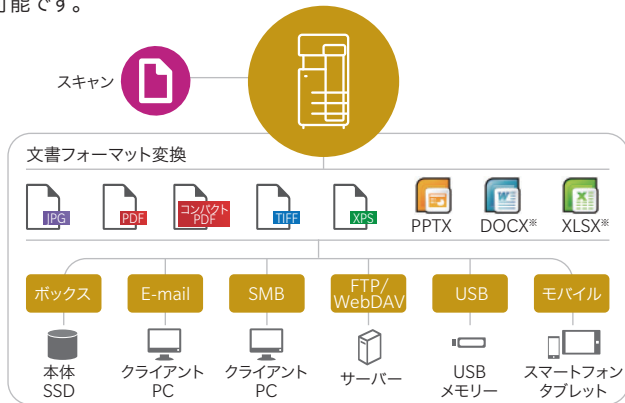 可能です。
スキャン
文書フォーマット変換
JPG
PDF
コンパクト
PDF
TIFF
XPS
PPTX
DOCX※
XLSX※
ボックス
E-mail
SMB
FTP/
WebDAV
USB
モバイル
本体
SSD
クライアント
PC
クライアント
PC
サーバー
USB
メモリー
スマートフォン
タブレット